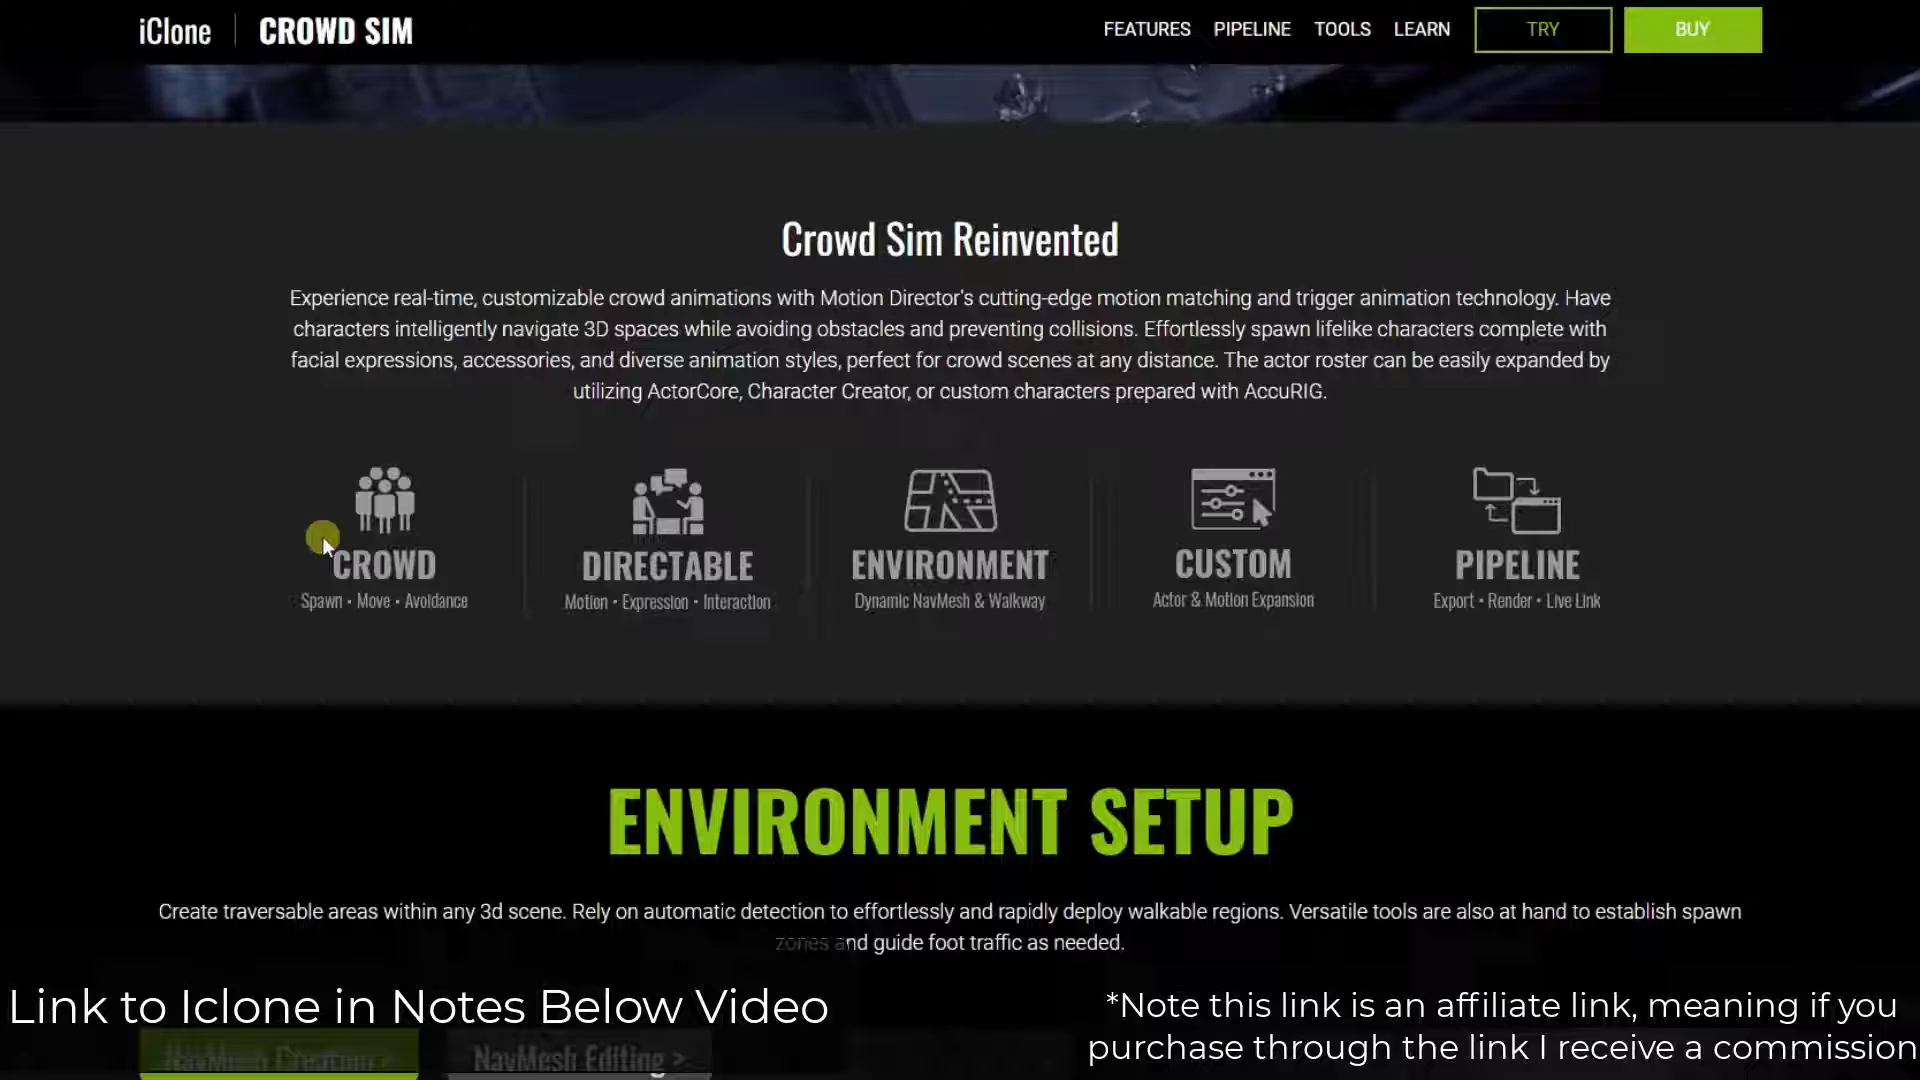 iClone CROWD SIM FEATURES PIPELINE TOOLS LEARN TRY BUY
Crowd Sim Reinvented
Experience real-time, customizable crowd animations with Motion Director's cutting-edge motion matching and trigger animation technology. Have
characters intelligently navigate 3D spaces while avoiding obstacles and preventing collisions. Effortlessly spawn lifelike characters complete with
facial expressions, accessories, and diverse animation styles, perfect for crowd scenes at any distance. The actor roster can be easily expanded by
utilizing ActorCore, Character Creator, or custom characters prepared with AccuRIG.
CROWD
Spawn • Move • Avoidance
DIRECTABLE
Motion • Expression • Interaction
ENVIRONMENT
Dynamic NavMesh & Walkway
CUSTOM
Actor & Motion Expansion
PIPELINE
Export • Render • Live Link
ENVIRONMENT SETUP
Create traversable areas within any 3d scene. Rely on automatic detection to effortlessly and rapidly deploy walkable regions. Versatile tools are also at hand to establish spawn
zones and guide foot traffic as needed.
Link to Iclone in Notes Below Video
*Note this link is an affiliate link, meaning if you
purchase through the link I receive a commission
NavMesh Creation > NavMesh Editing >